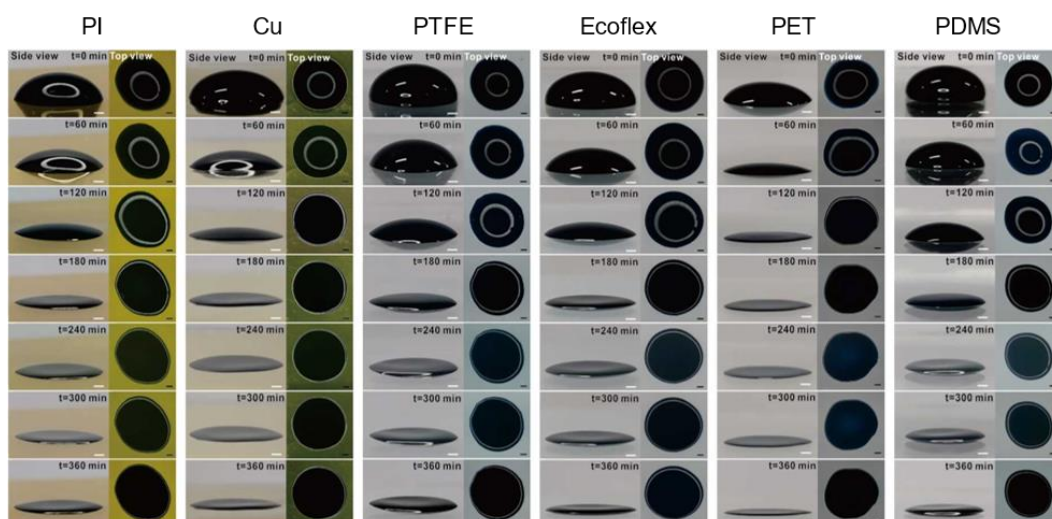 PI Cu PTFE Ecoflex PET PDMS
Side view t=0 min Top view Side view t=0 min Top view Side view t=0 min Top view Side view t=0 min Top view Side view t=0 min Top view Side view t=0 min Top view
t=60 min t=60 min t=60 min t=60 min t=60 min t=60 min
t=120 min t=120 min t=120 min t=120 min t=120 min t=120 min
t=180 min t=180 min t=180 min t=180 min t=180 min t=180 min
t=240 min t=240 min t=240 min t=240 min t=240 min t=240 min
t=300 min t=300 min t=300 min t=300 min t=300 min t=300 min
t=360 min t=360 min t=360 min t=360 min t=360 min t=360 min